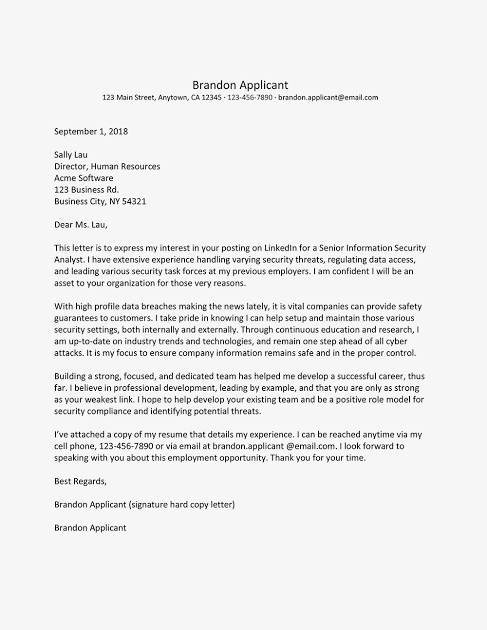 Brandon Applicant
123 Main Street, Anytown, CA 12345 · 123-456-7890 · brandon.applicant@email.com
September 1, 2018
Sally Lau
Director, Human Resources
Acme Software
123 Business Rd.
Business City, NY 54321
Dear Ms. Lau,
This letter is to express my interest in your posting on LinkedIn for a Senior Information Security
Analyst. I have extensive experience handling varying security threats, regulating data access,
and leading various security task forces at my previous employers. I am confident I will be an
asset to your organization for those very reasons.
With high profile data breaches making the news lately, it is vital companies can provide safety
guarantees to customers. I take pride in knowing I can help setup and maintain those various
security settings, both internally and externally. Through continuous education and research, I
am up-to-date on industry trends and technologies, and remain one step ahead of all cyber
attacks. It is my focus to ensure company information remains safe and in the proper control.
Building a strong, focused, and dedicated team has helped me develop a successful career, thus
far. I believe in professional development, leading by example, and that you are only as strong
as your weakest link. I hope to help develop your existing team and be a positive role model for
security compliance and identifying potential threats.
I've attached a copy of my resume that details my experience. I can be reached anytime via my
cell phone, 123-456-7890 or via email at brandon.applicant @email.com. I look forward to
speaking with you about this employment opportunity. Thank you for your time.
Best Regards,
Brandon Applicant (signature hard copy letter)
Brandon Applicant